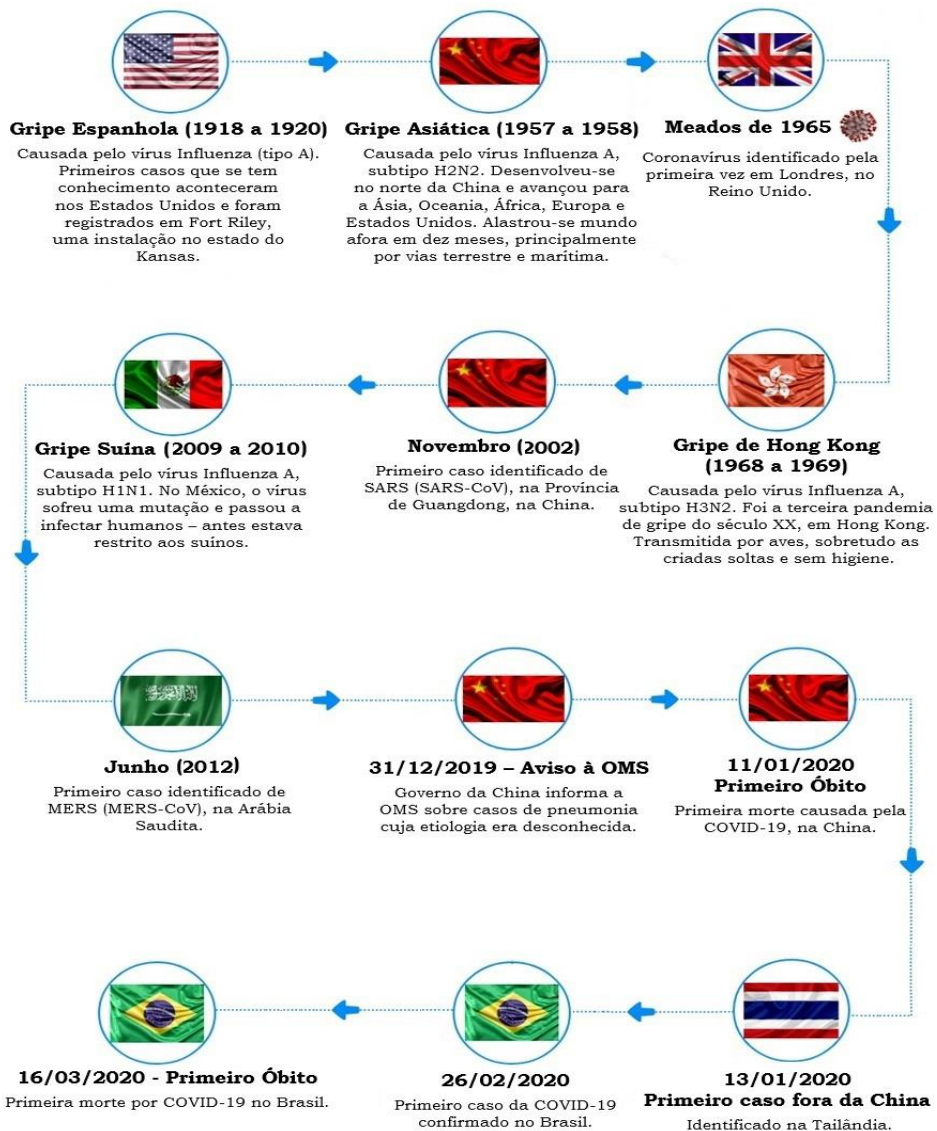 Gripe Espanhola (1918 a 1920)
Causada pelo vírus Influenza (tipo A).
Primeiros casos que se tem
conhecimento aconteceram
nos Estados Unidos e foram
registrados em Fort Riley,
uma instalação no estado do
Kansas.
Gripe Asiática (1957 a 1958)
Causada pelo vírus Influenza A,
subtipo H2N2. Desenvolveu-se
no norte da China e avançou para
a Ásia, Oceania, África, Europa e
Estados Unidos. Alastrou-se mundo
afora em dez meses, principalmente
por vias terrestre e marítima.
Meados de 1965
Coronavírus identificado pela
primeira vez em Londres, no
Reino Unido.
Gripe de Hong Kong
(1968 a 1969)
Causada pelo vírus Influenza A,
subtipo H3N2. Foi a terceira pandemia
de gripe do século XX, em Hong Kong.
Transmitida por aves, sobretudo as
criadas soltas e sem higiene.
Novembro (2002)
Primeiro caso identificado de
SARS (SARS-CoV), na Província
de Guangdong, na China.
Gripe Suína (2009 a 2010)
Causada pelo vírus Influenza A,
subtipo H1N1. No México, o vírus
sofreu uma mutação e passou a
infectar humanos – antes estava
restrito aos suínos.
Junho (2012)
Primeiro caso identificado de
MERS (MERS-CoV), na Arábia
Saudita.
31/12/2019 – Aviso à OMS
Governo da China informa a
OMS sobre casos de pneumonia
cuja etiologia era desconhecida.
11/01/2020
Primeiro Óbito
Primeira morte causada pela
COVID-19, na China.
13/01/2020
Primeiro caso fora da China
Identificado na Tailândia.
26/02/2020
Primeiro caso da COVID-19
confirmado no Brasil.
16/03/2020 - Primeiro Óbito
Primeira morte por COVID-19 no Brasil.